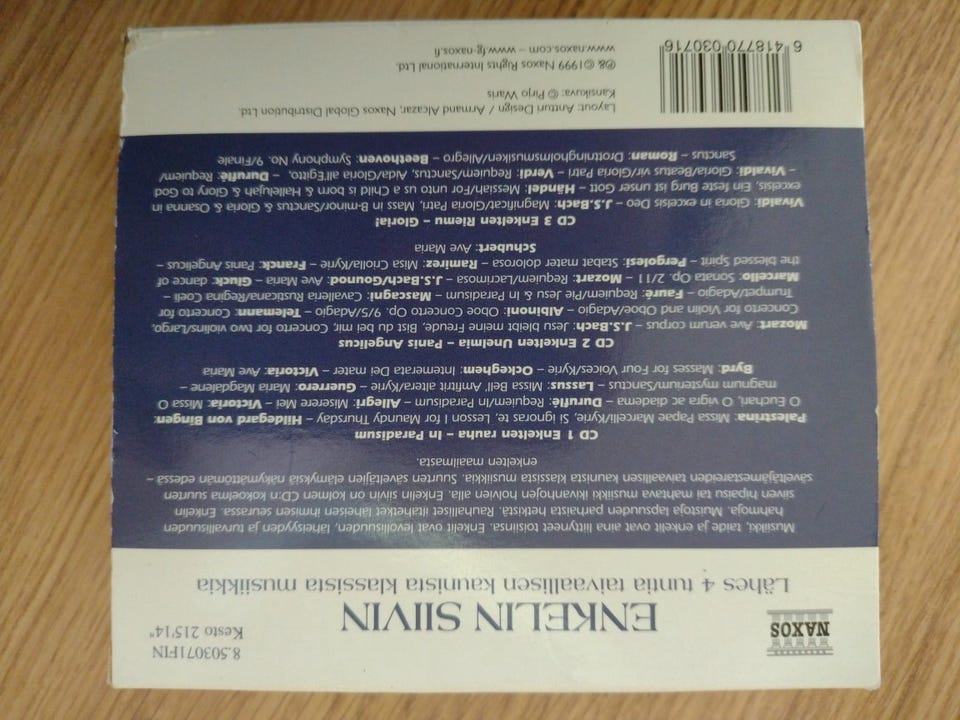 NAXOS
8.503071FIN
Kesto 215'14"
ENKELIN SIIVIN
Lähes 4 tuntia taivaallisen kaunista klassista musiikkia
Musiikki, taide ja enkelit ovat aina liittyneet toisiinsa. Enkelit ovat levollisuuden, läheisyyden ja turvallisuuden
hahmoja. Muistoja lapsuuden parhaista hetkistä. Rauhalliset iltahetket läheisen ihmisen seurassa. Enkelin
siiven hipaisu tai mahtava musiikki ikivanhojen holvien alla. Enkelin siivin on kolmen CD:n kokoelma suurten
säveltäjämestareiden taivaallisen kaunista klassista musiikkia. Suurten säveltäjien elämyksiä näkymättömän edessä –
enkelten maailmasta.
CD 1 Enkelten rauha – In Paradisum
Palestrina: Missa Papae Marcelli/Kyrie, Si ignoras te, Lesson I for Maundy Thursday – Hildegard von Bingen:
O Euchari, O vigra ac diadema – Duruflé: Requiem/In Paradisum – Allegri: Miserere Mei – Victoria: Missa O
magnum mysterium/Sanctus – Lassus: Missa Bell' Amfitrit altera/Kyrie – Guerrero: Maria Magdalene –
Byrd: Masses for Four Voices/Kyrie – Ockeghem: Intemerata Dei mater – Victoria: Ave Maria
CD 2 Enkelten Unelmia – Panis Angelicus
Mozart: Ave verum corpus – J.S.Bach: Jesu bleibt meine Freude, Bist du bei mir, Concerto for two violins/Largo,
Concerto for Violin and Oboe/Adagio – Albinoni: Oboe Concerto Op. 9/5/Adagio – Telemann: Concerto for
Trumpet/Adagio – Fauré: Requiem/Pie Jesu & In Paradisum – Mascagni: Cavalleria Rusticana/Regina Coeli –
Marcello: Sonata Op. 2/11 – Mozart: Requiem/Lacrimosa – J.S.Bach/Gounod: Ave Maria – Gluck: dance of
the blessed Spirit – Pergolesi: Stabat mater dolorosa – Ramirez: Misa Criolla/Kyrie – Franck: Panis Angelicus –
Schubert: Ave Maria
CD 3 Enkelten Riemu – Gloria!
Vivaldi: Gloria in excelsis Deo – J.S.Bach: Magnificat/Gloria Patri, Mass in B-minor/Sanctus & Gloria & Osanna in
excelsis, Ein feste Burg ist unser Gott – Händel: Messiah/For unto us a Child is born & Hallelujah & Glory to God
– Vivaldi: Gloria/Beatus vir/Gloria Patri – Verdi: Requiem/Sanctus, Aida/Gloria all'Egitto, – Duruflé: Requiem/
Sanctus – Roman: Drottningholmsmusiken/Allegro – Beethoven: Symphony No. 9/Finale
Layout: Antturi Design / Armand Alcazar, Naxos Global Distribution Ltd.
Kansikuva: © Pirjo Waris
℗& ©1999 Naxos Rights International Ltd.
www.naxos.com – www.fg-naxos.fi
6 418770 030716